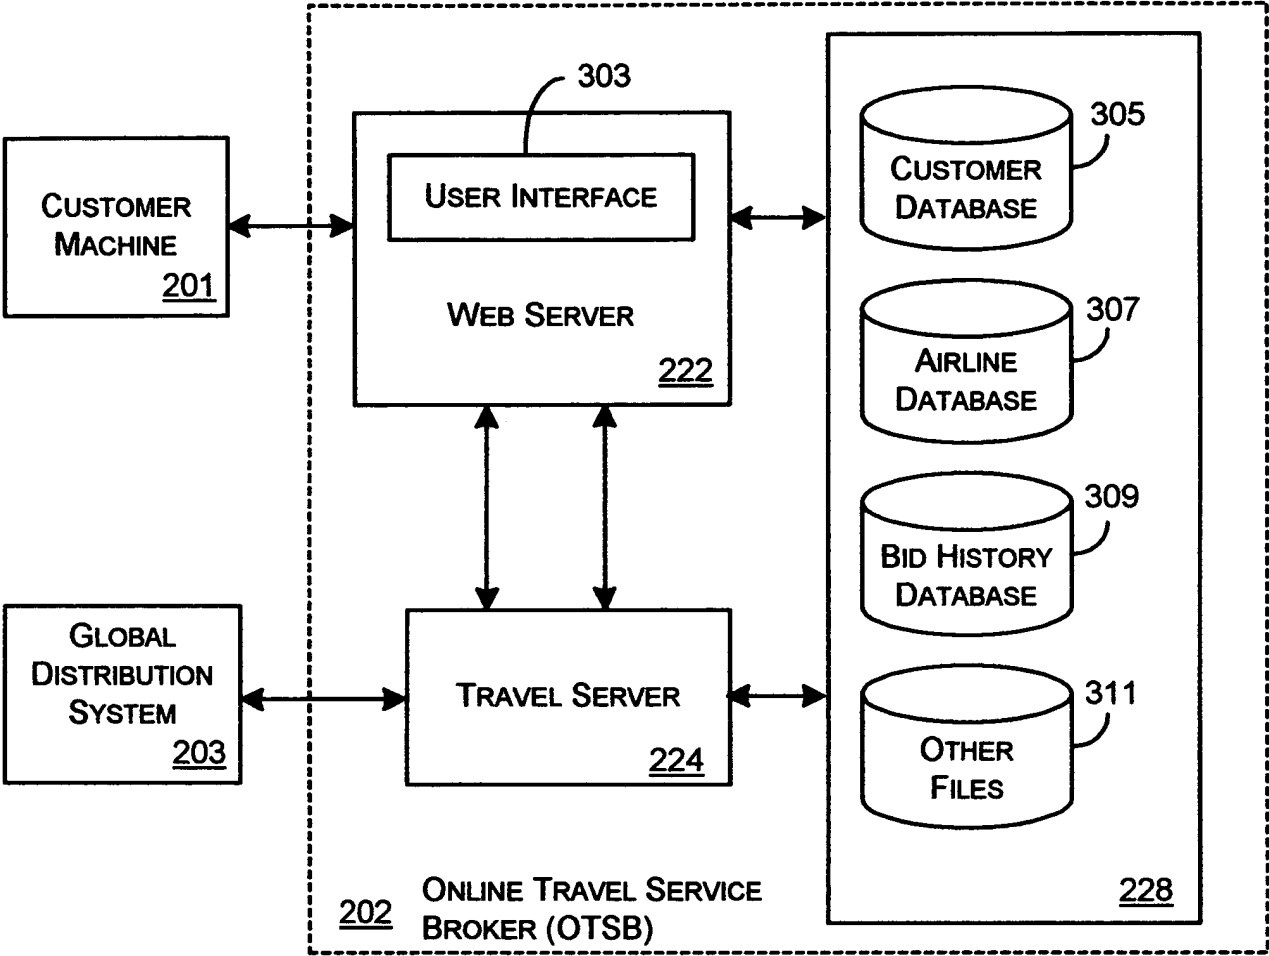 303
USER INTERFACE
WEB SERVER
222
CUSTOMER
MACHINE
201
GLOBAL
DISTRIBUTION
SYSTEM
203
TRAVEL SERVER
224
CUSTOMER
DATABASE
305
AIRLINE
DATABASE
307
BID HISTORY
DATABASE
309
OTHER
FILES
311
228
202
ONLINE TRAVEL SERVICE
BROKER (OTSB)